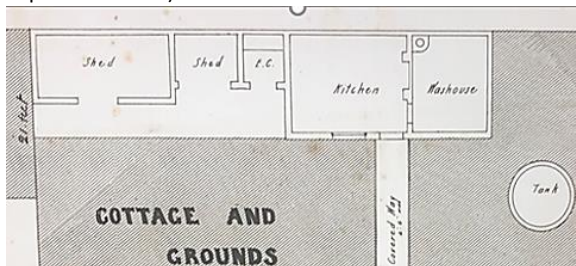 Shed
Shed
E.C.
Kitchen
Washouse
21 feet
Tank
Covered Way
COTTAGE AND
GROUNDS